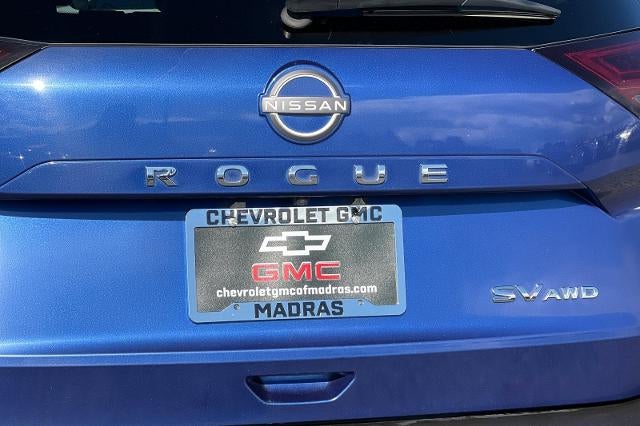 NISSAN
ROGUE
CHEVROLET GMC
GMC
chevroletgmcofmadras.com
MADRAS
SV AWD